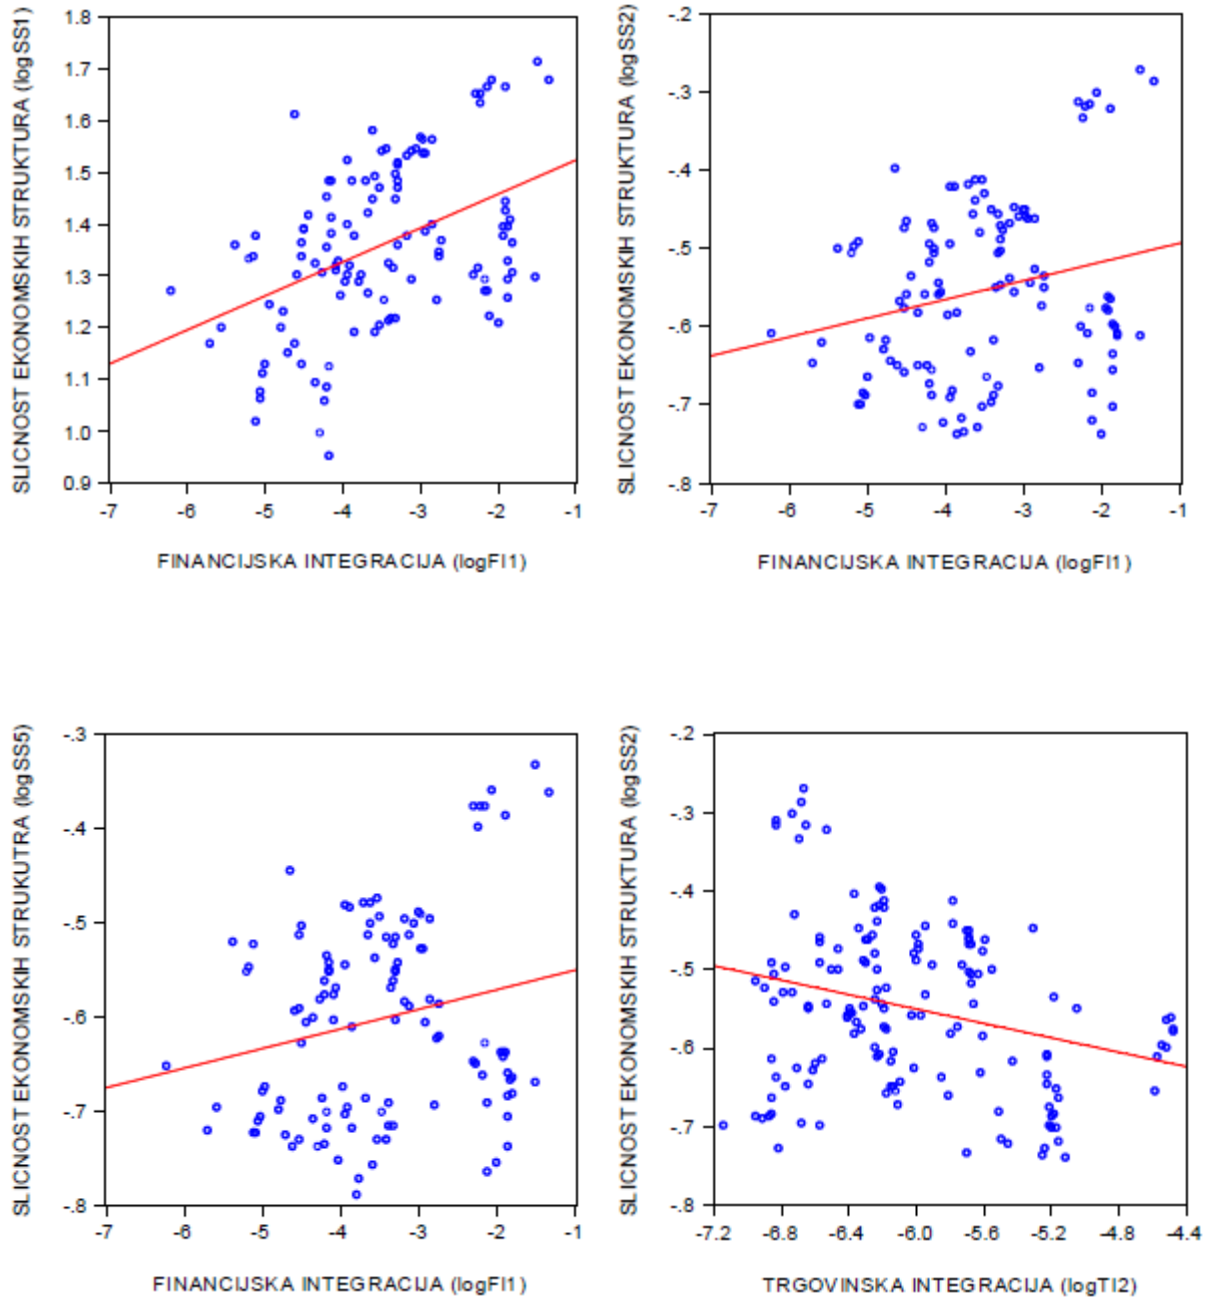 SLICNOST EKONOMSKIH STRUKTURA (logSS1)
1.8
1.7
1.6
1.5
1.4
1.3
1.2
1.1
1.0
0.9
-7 -6 -5 -4 -3 -2 -1
FINANCIJSKA INTEGRACIJA (logFI1)
SLICNOST EKONOMSKIH STRUKTURA (logSS2)
-.2
-.3
-.4
-.5
-.6
-.7
-.8
-7 -6 -5 -4 -3 -2 -1
FINANCIJSKA INTEGRACIJA (logFI1)
SLICNOST EKONOMSKIH STRUKUTRA (logSS5)
-.3
-.4
-.5
-.6
-.7
-.8
-7 -6 -5 -4 -3 -2 -1
FINANCIJSKA INTEGRACIJA (logFI1)
SLICNOST EKONOMSKIH STRUKTURA (logSS2)
-.2
-.3
-.4
-.5
-.6
-.7
-.8
-7.2 -6.8 -6.4 -6.0 -5.6 -5.2 -4.8 -4.4
TRGOVINSKA INTEGRACIJA (logTI2)